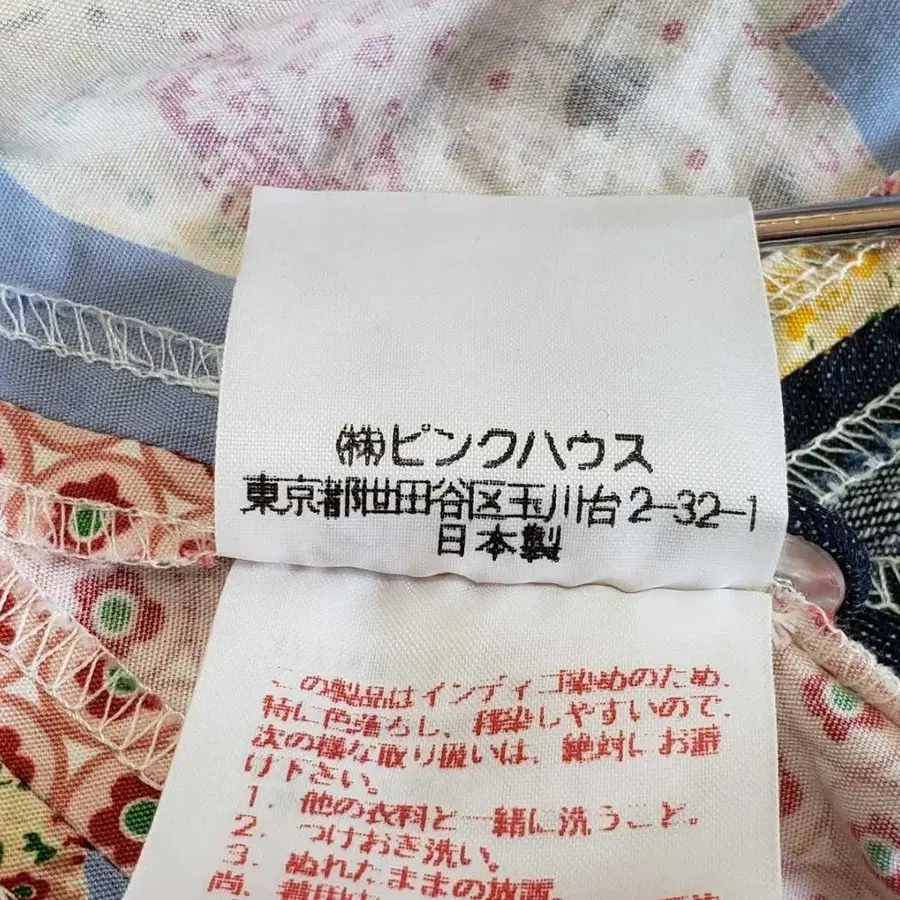 ㈱ピンクハウス
東京都世田谷区玉川台2-32-1
日本製
この製品はインディゴ染めのため、
特に色落ちし、移染しやすいので、
次の様な取り扱いは、絶対にお避
け下さい。
1. 他の衣料と一緒に洗うこと。
2. つけおき洗い。
3. ぬれたままの放置。
尚、着用